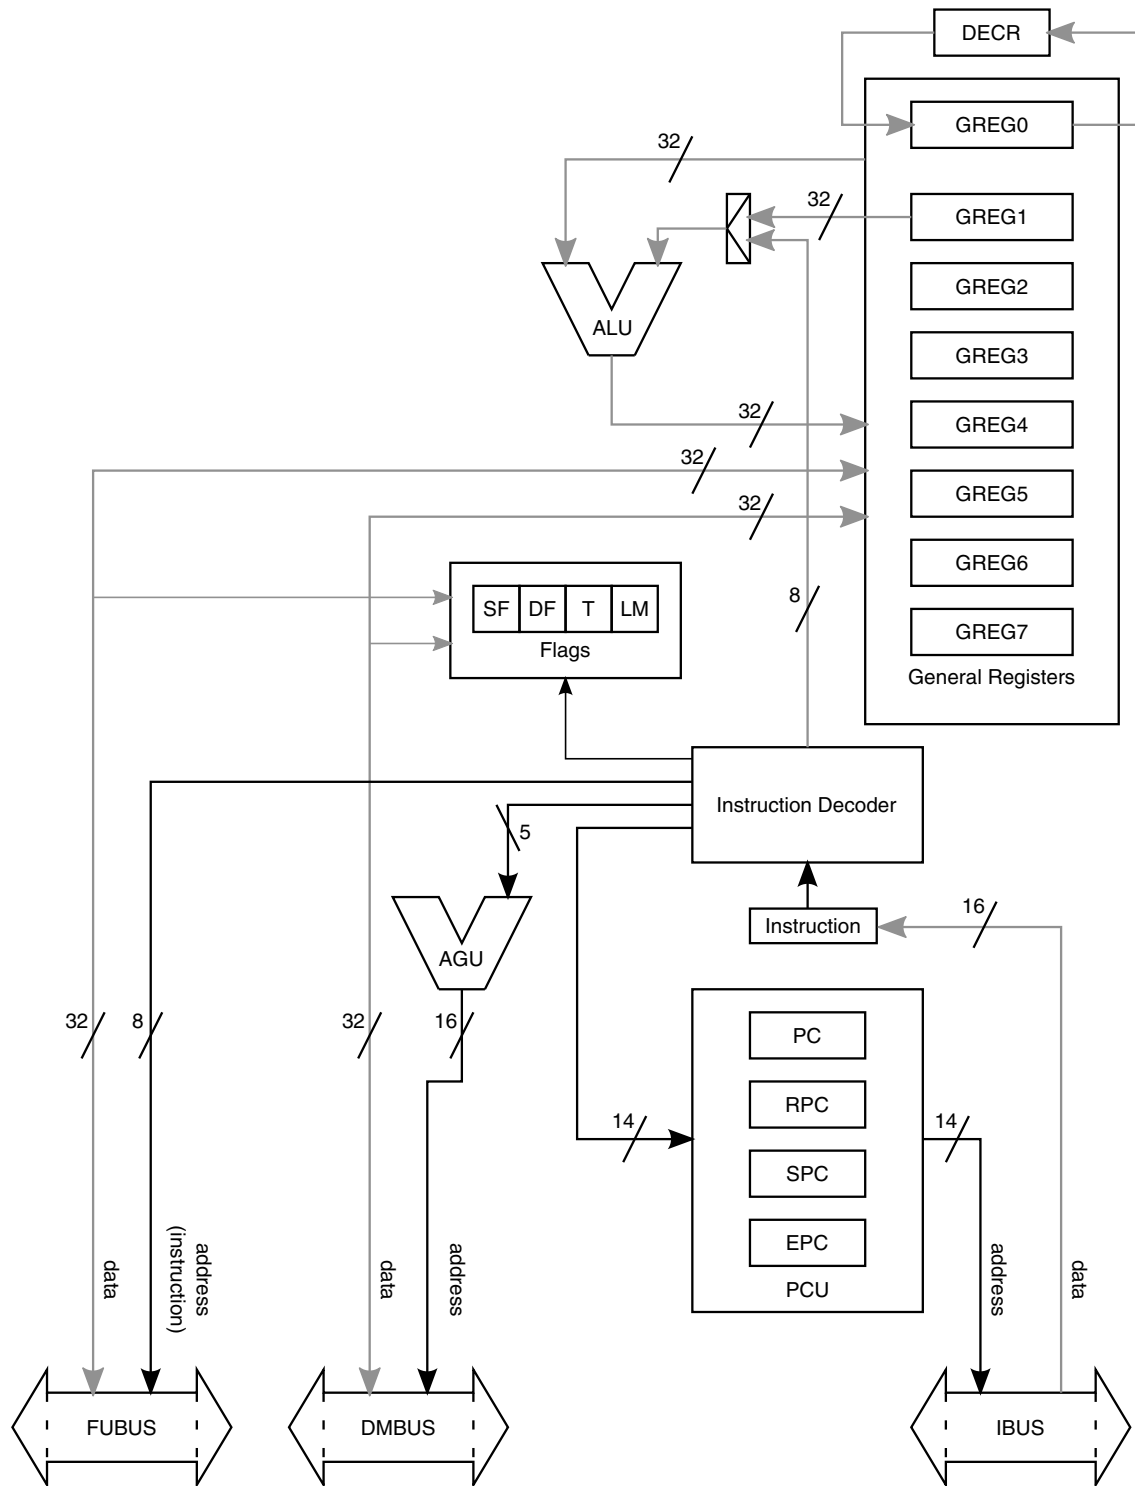 DECR
GREG0
32
32
GREG1
GREG2
ALU
GREG3
32
GREG4
32
GREG5
32
GREG6
8
SF DF T LM
GREG7
Flags
General Registers
Instruction Decoder
5
16
Instruction
AGU
32
8
32
16
PC
RPC
14
14
SPC
EPC
PCU
data
address
(instruction)
data
address
address
data
FUBUS
DMBUS
IBUS